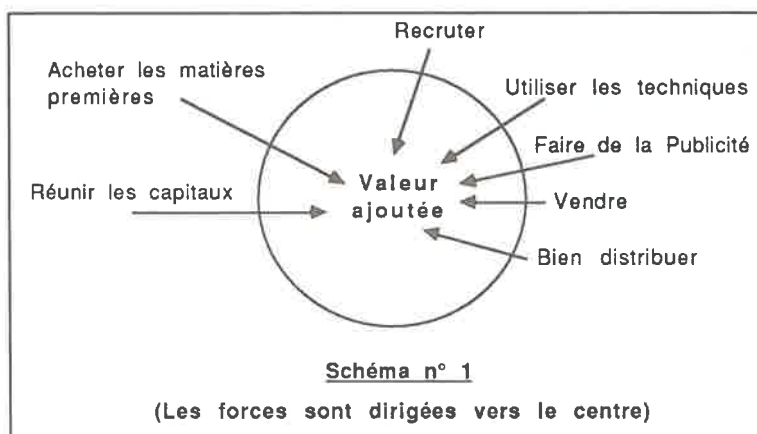 Recruter
Acheter les matières
premières
Utiliser les techniques
Faire de la Publicité
Réunir les capitaux
Valeur
ajoutée
Vendre
Bien distribuer
Schéma n° 1
(Les forces sont dirigées vers le centre)